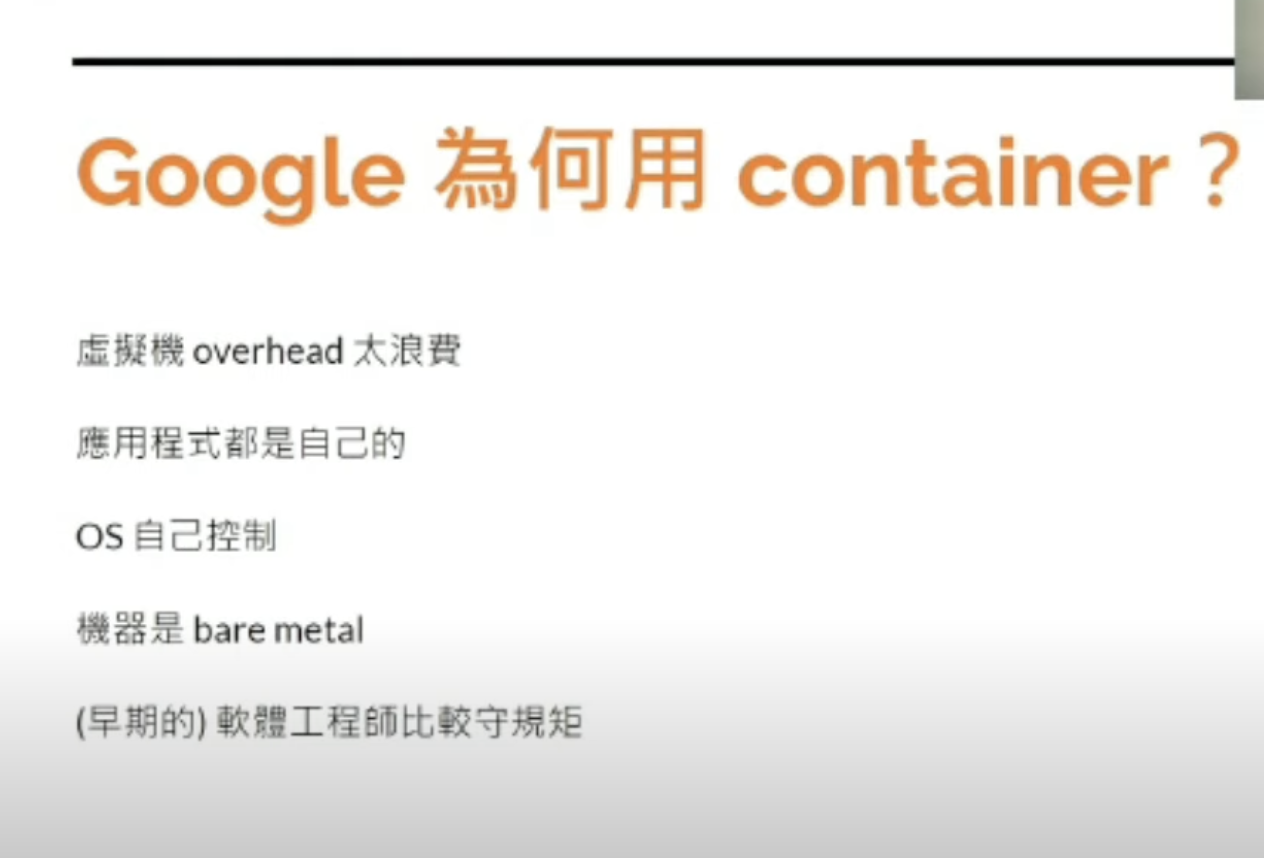 Google 為何用 container？
虛擬機 overhead 太浪費
應用程式都是自己的
OS 自己控制
機器是 bare metal
(早期的) 軟體工程師比較守規矩